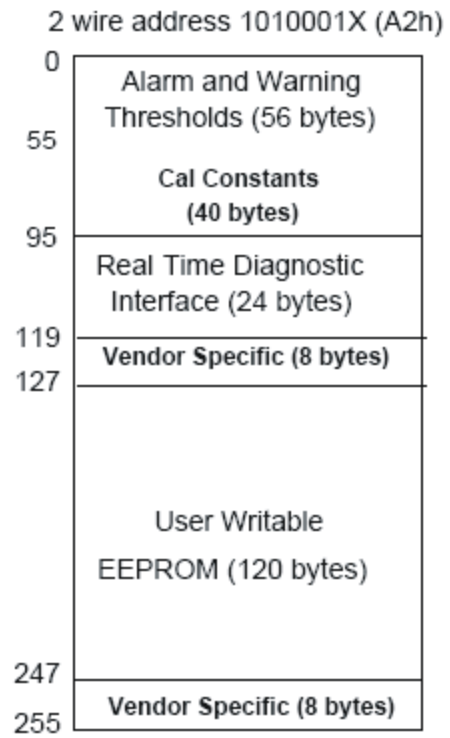 2 wire address 1010001X (A2h)
0
Alarm and Warning
Thresholds (56 bytes)
55
Cal Constants
(40 bytes)
95
Real Time Diagnostic
Interface (24 bytes)
119
Vendor Specific (8 bytes)
127
User Writable
EEPROM (120 bytes)
247
Vendor Specific (8 bytes)
255